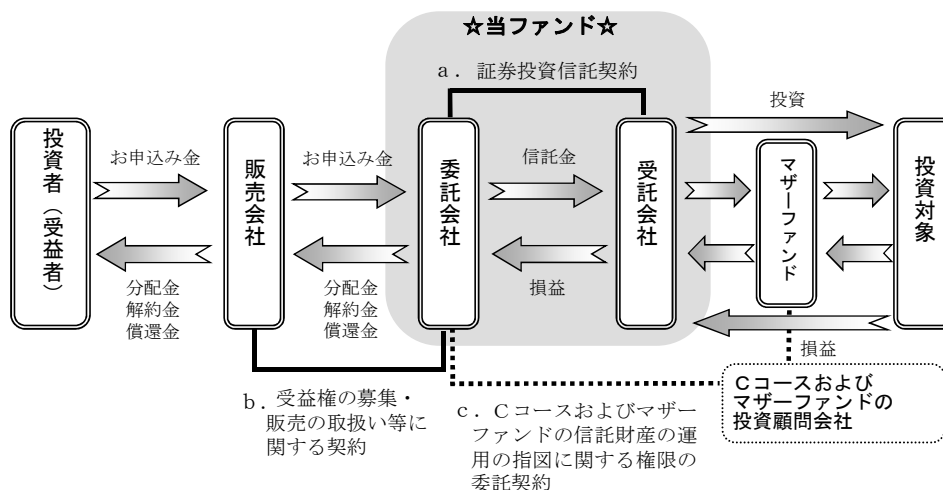 ☆当ファンド☆
a．証券投資信託契約
投資
投資者（受益者）
お申込み金
販売会社
お申込み金
委託会社
信託金
受託会社
マザーファンド
投資対象
分配金
解約金
償還金
分配金
解約金
償還金
損益
損益
b．受益権の募集・
販売の取扱い等に
関する契約
c．Ｃコースおよびマザー
ファンドの信託財産の運
用の指図に関する権限の
委託契約
Ｃコースおよび
マザーファンドの
投資顧問会社